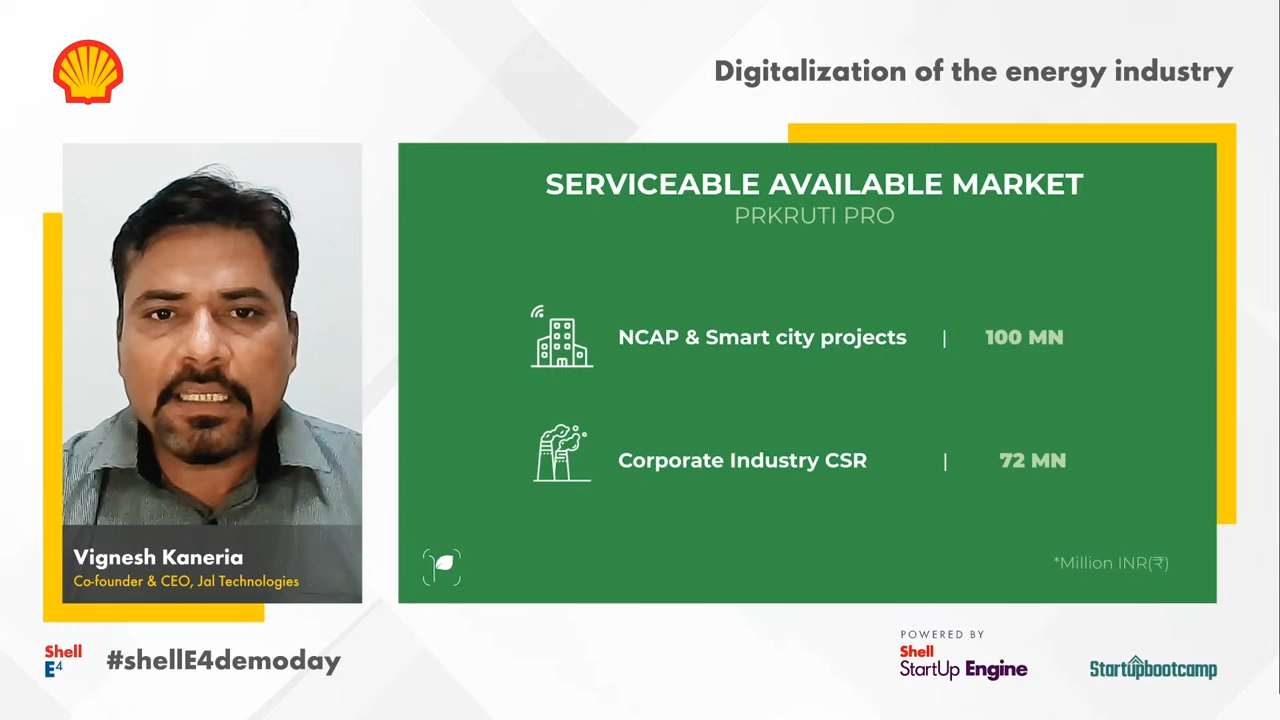 Digitalization of the energy industry
SERVICEABLE AVAILABLE MARKET
PRKRUTI PRO
NCAP & Smart city projects | 100 MN
Corporate Industry CSR | 72 MN
*Million INR(₹)
Vignesh Kaneria
Co-founder & CEO, Jal Technologies
Shell
E4
#shellE4demoday
POWERED BY
Shell
StartUp Engine
Startupbootcamp